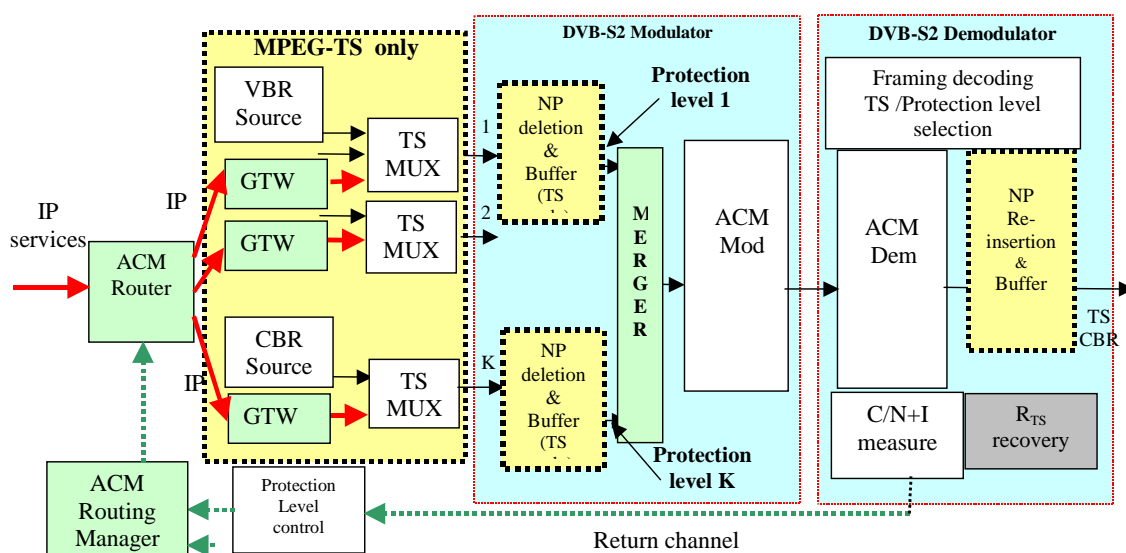 MPEG-TS only
DVB-S2 Modulator
DVB-S2 Demodulator
VBR
Source
TS
MUX
GTW
IP
IP
services
ACM
Router
GTW
TS
MUX
CBR
Source
IP
GTW
TS
MUX
1
2
K
NP
deletion
&
Buffer
(TS
Protection
level 1
M
E
R
G
E
R
ACM
Mod
NP
deletion
&
Buffer
(TS
Protection
level K
Framing decoding
TS /Protection level
selection
ACM
Dem
NP
Re-
insertion
&
Buffer
TS
CBR
C/N+I
measure
RTS
recovery
ACM
Routing
Manager
Protection
Level
control
Return channel